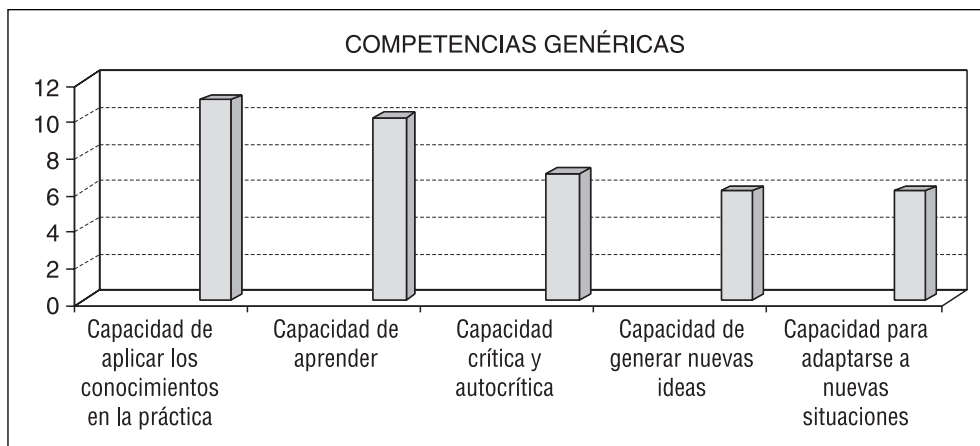 COMPETENCIAS GENÉRICAS
12
10
8
6
4
2
0
Capacidad de
aplicar los
conocimientos
en la práctica
Capacidad de
aprender
Capacidad
crítica y
autocrítica
Capacidad de
generar nuevas
ideas
Capacidad para
adaptarse a
nuevas
situaciones